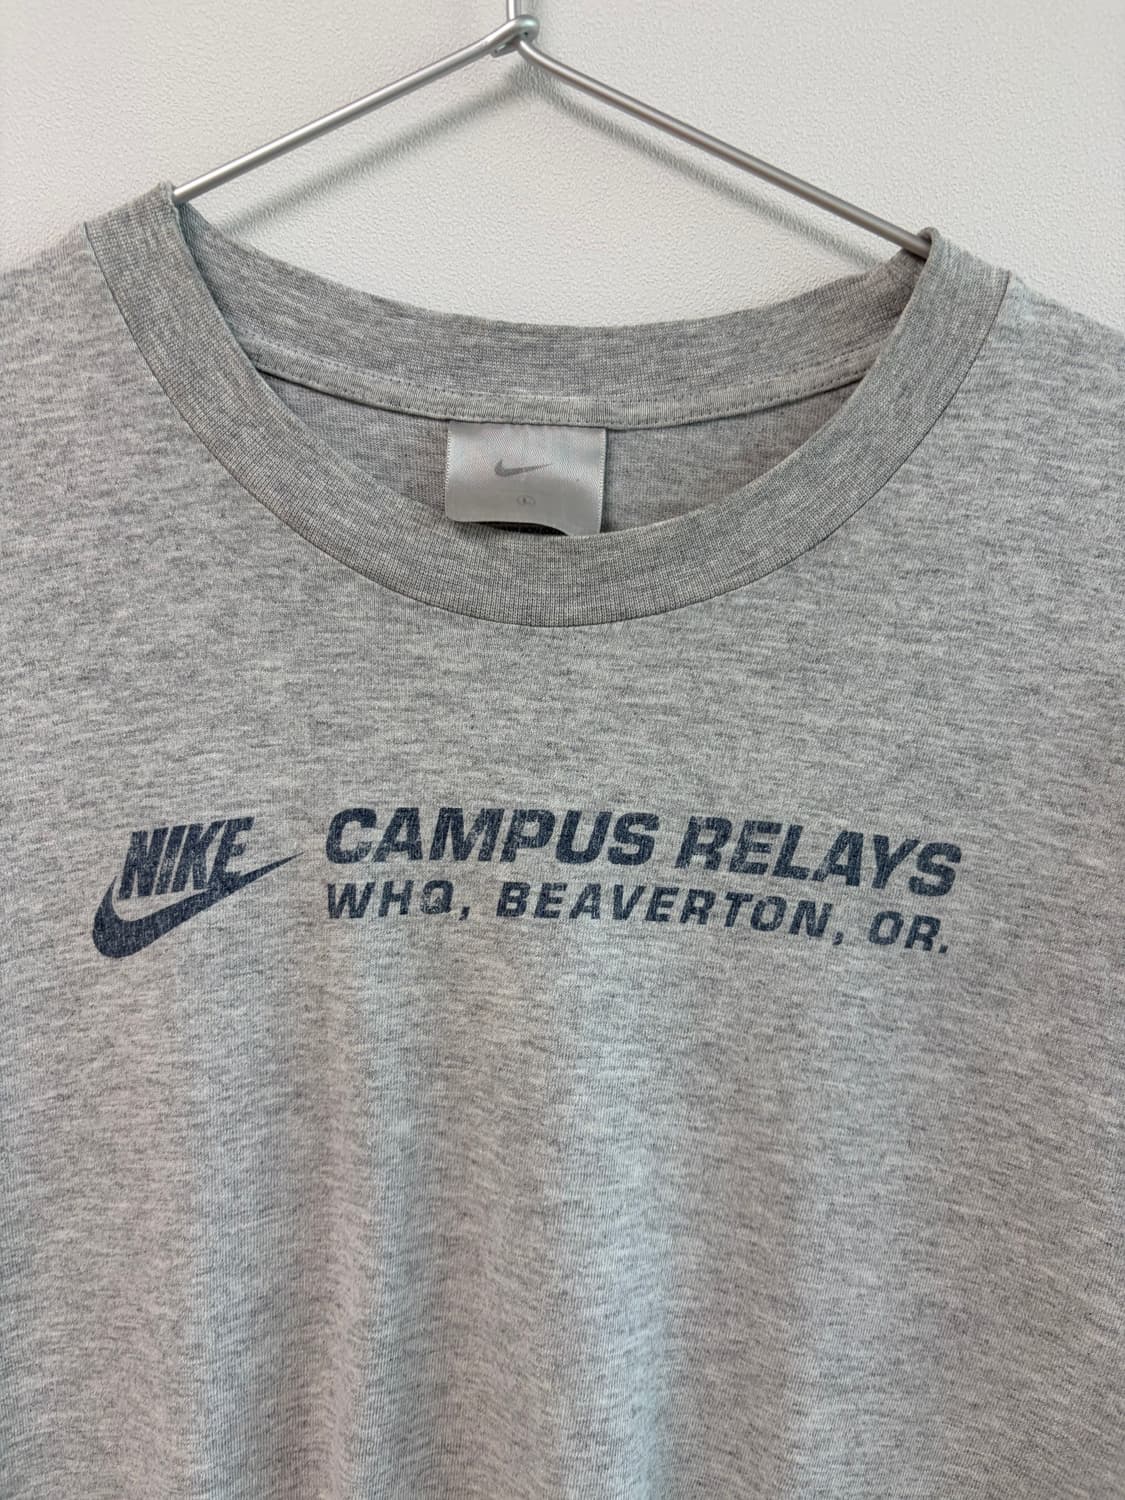 L
NIKE CAMPUS RELAYS
WHQ, BEAVERTON, OR.